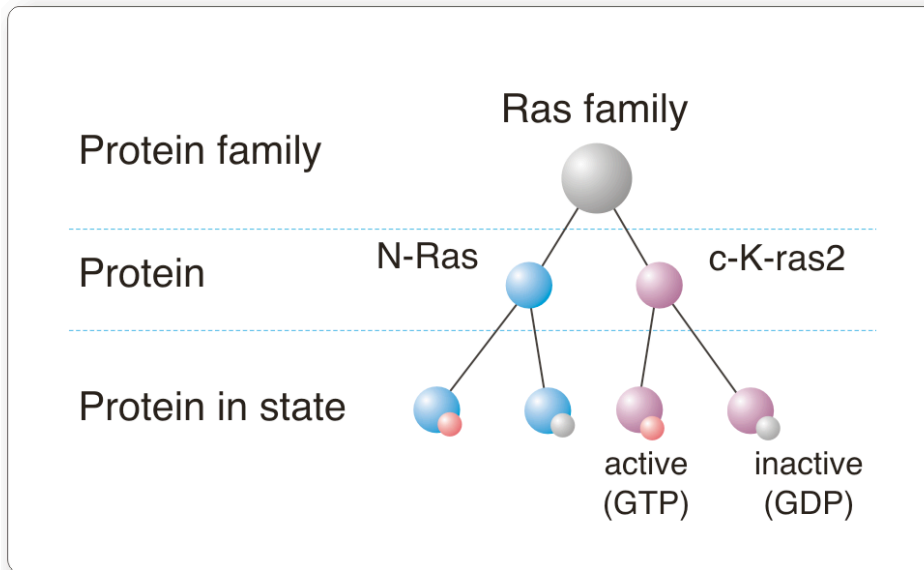 Ras family
Protein family
N-Ras
c-K-ras2
Protein
Protein in state
active
(GTP)
inactive
(GDP)